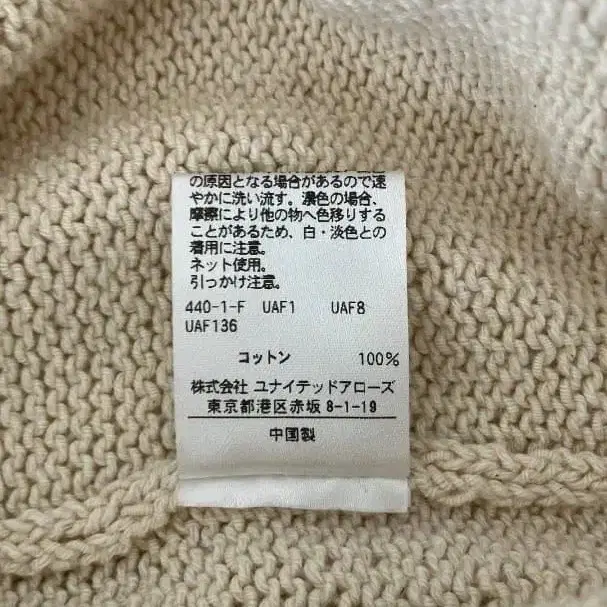 の原因となる場合があるので速
やかに洗い流す。濃色の場合、
摩擦により他の物へ色移りする
ことがあるため、白・淡色との
着用に注意。
ネット使用。
引っかけ注意。
440-1-F UAF1 UAF8
UAF136
コットン 100%
株式会社 ユナイテッドアローズ
東京都港区赤坂 8-1-19
中国製